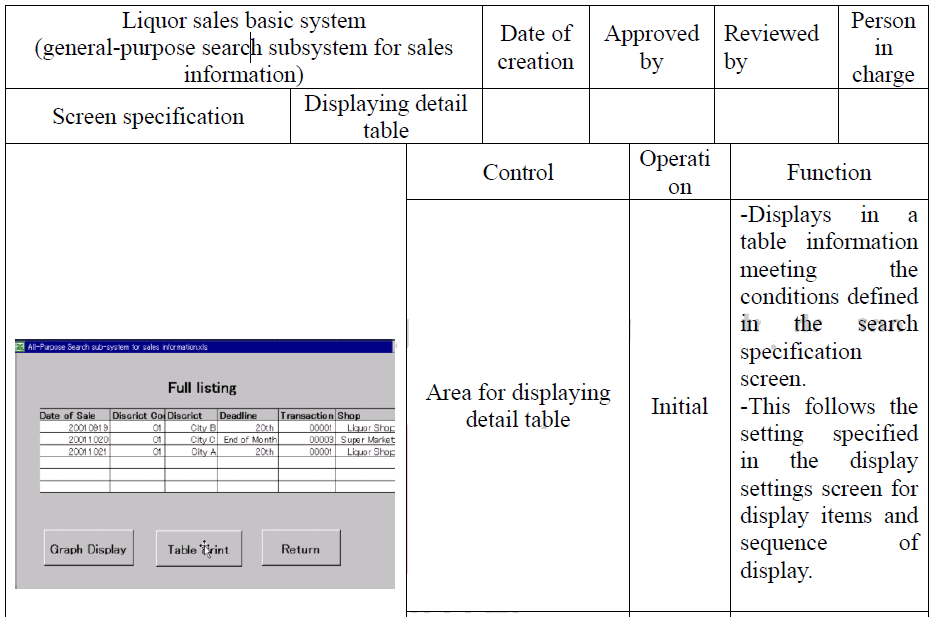 Liquor sales basic system
(general-purpose search subsystem for sales
information)
Date of
creation
Approved
by
Reviewed
by
Person
in
charge
Screen specification
Displaying detail
table
Control
Operati
on
Function
All-Purpose Search sub-system for sales information.xls
Full listing
Date of Sale Discrict Co Discrict Deadline Transaction Shop
20010919 01 City B 20th 00001 Liquor Shop
20011020 01 City C End of Month 00003 Super Market
20011021 01 City A 20th 00001 Liquor Shop
Graph Display Table Print Return
Area for displaying
detail table
Initial
-Displays in a
table information
meeting the
conditions defined
in the search
specification
screen.
-This follows the
setting specified
in the display
settings screen for
display items and
sequence of
display.